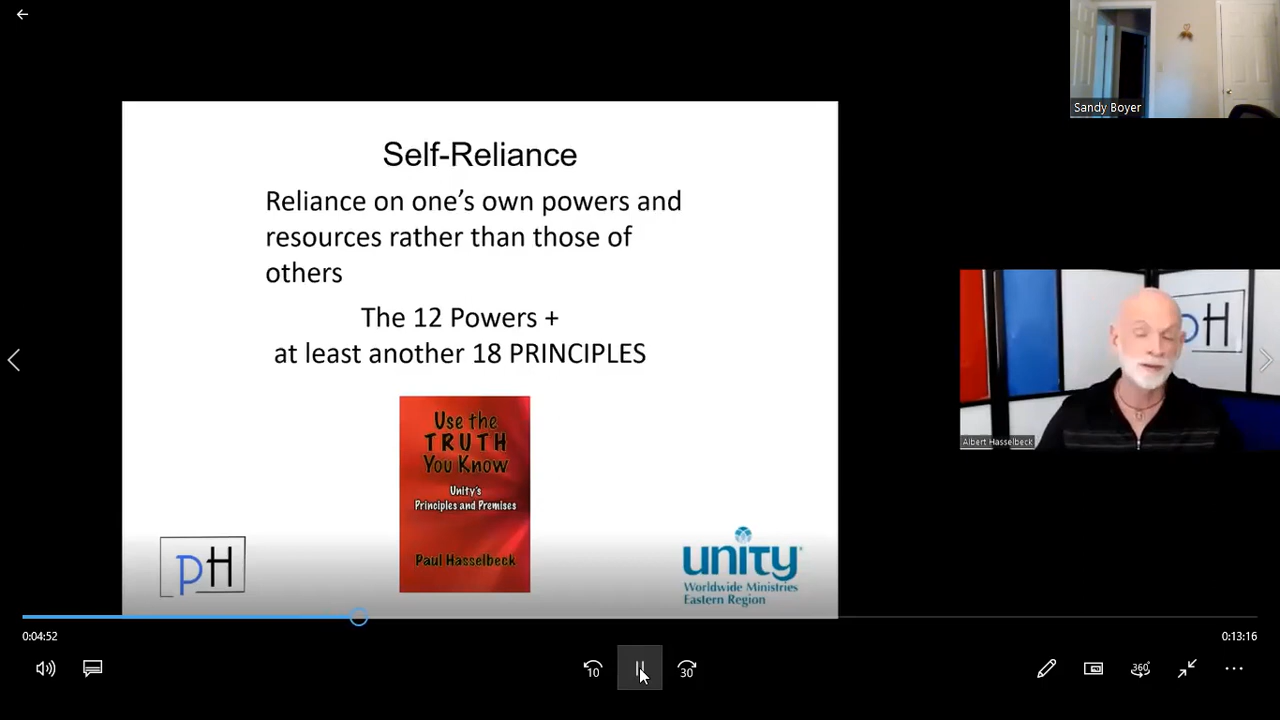 Sandy Boyer
Self-Reliance
Reliance on one's own powers and
resources rather than those of
others
The 12 Powers +
at least another 18 PRINCIPLES
Use the
TRUTH
You Know
Unity's
Principles and Premises
Paul Hasselbeck
pH
unity
Worldwide Ministries
Eastern Region
pH
Albert Hasselbeck
0:04:52
0:13:16
10
30
360